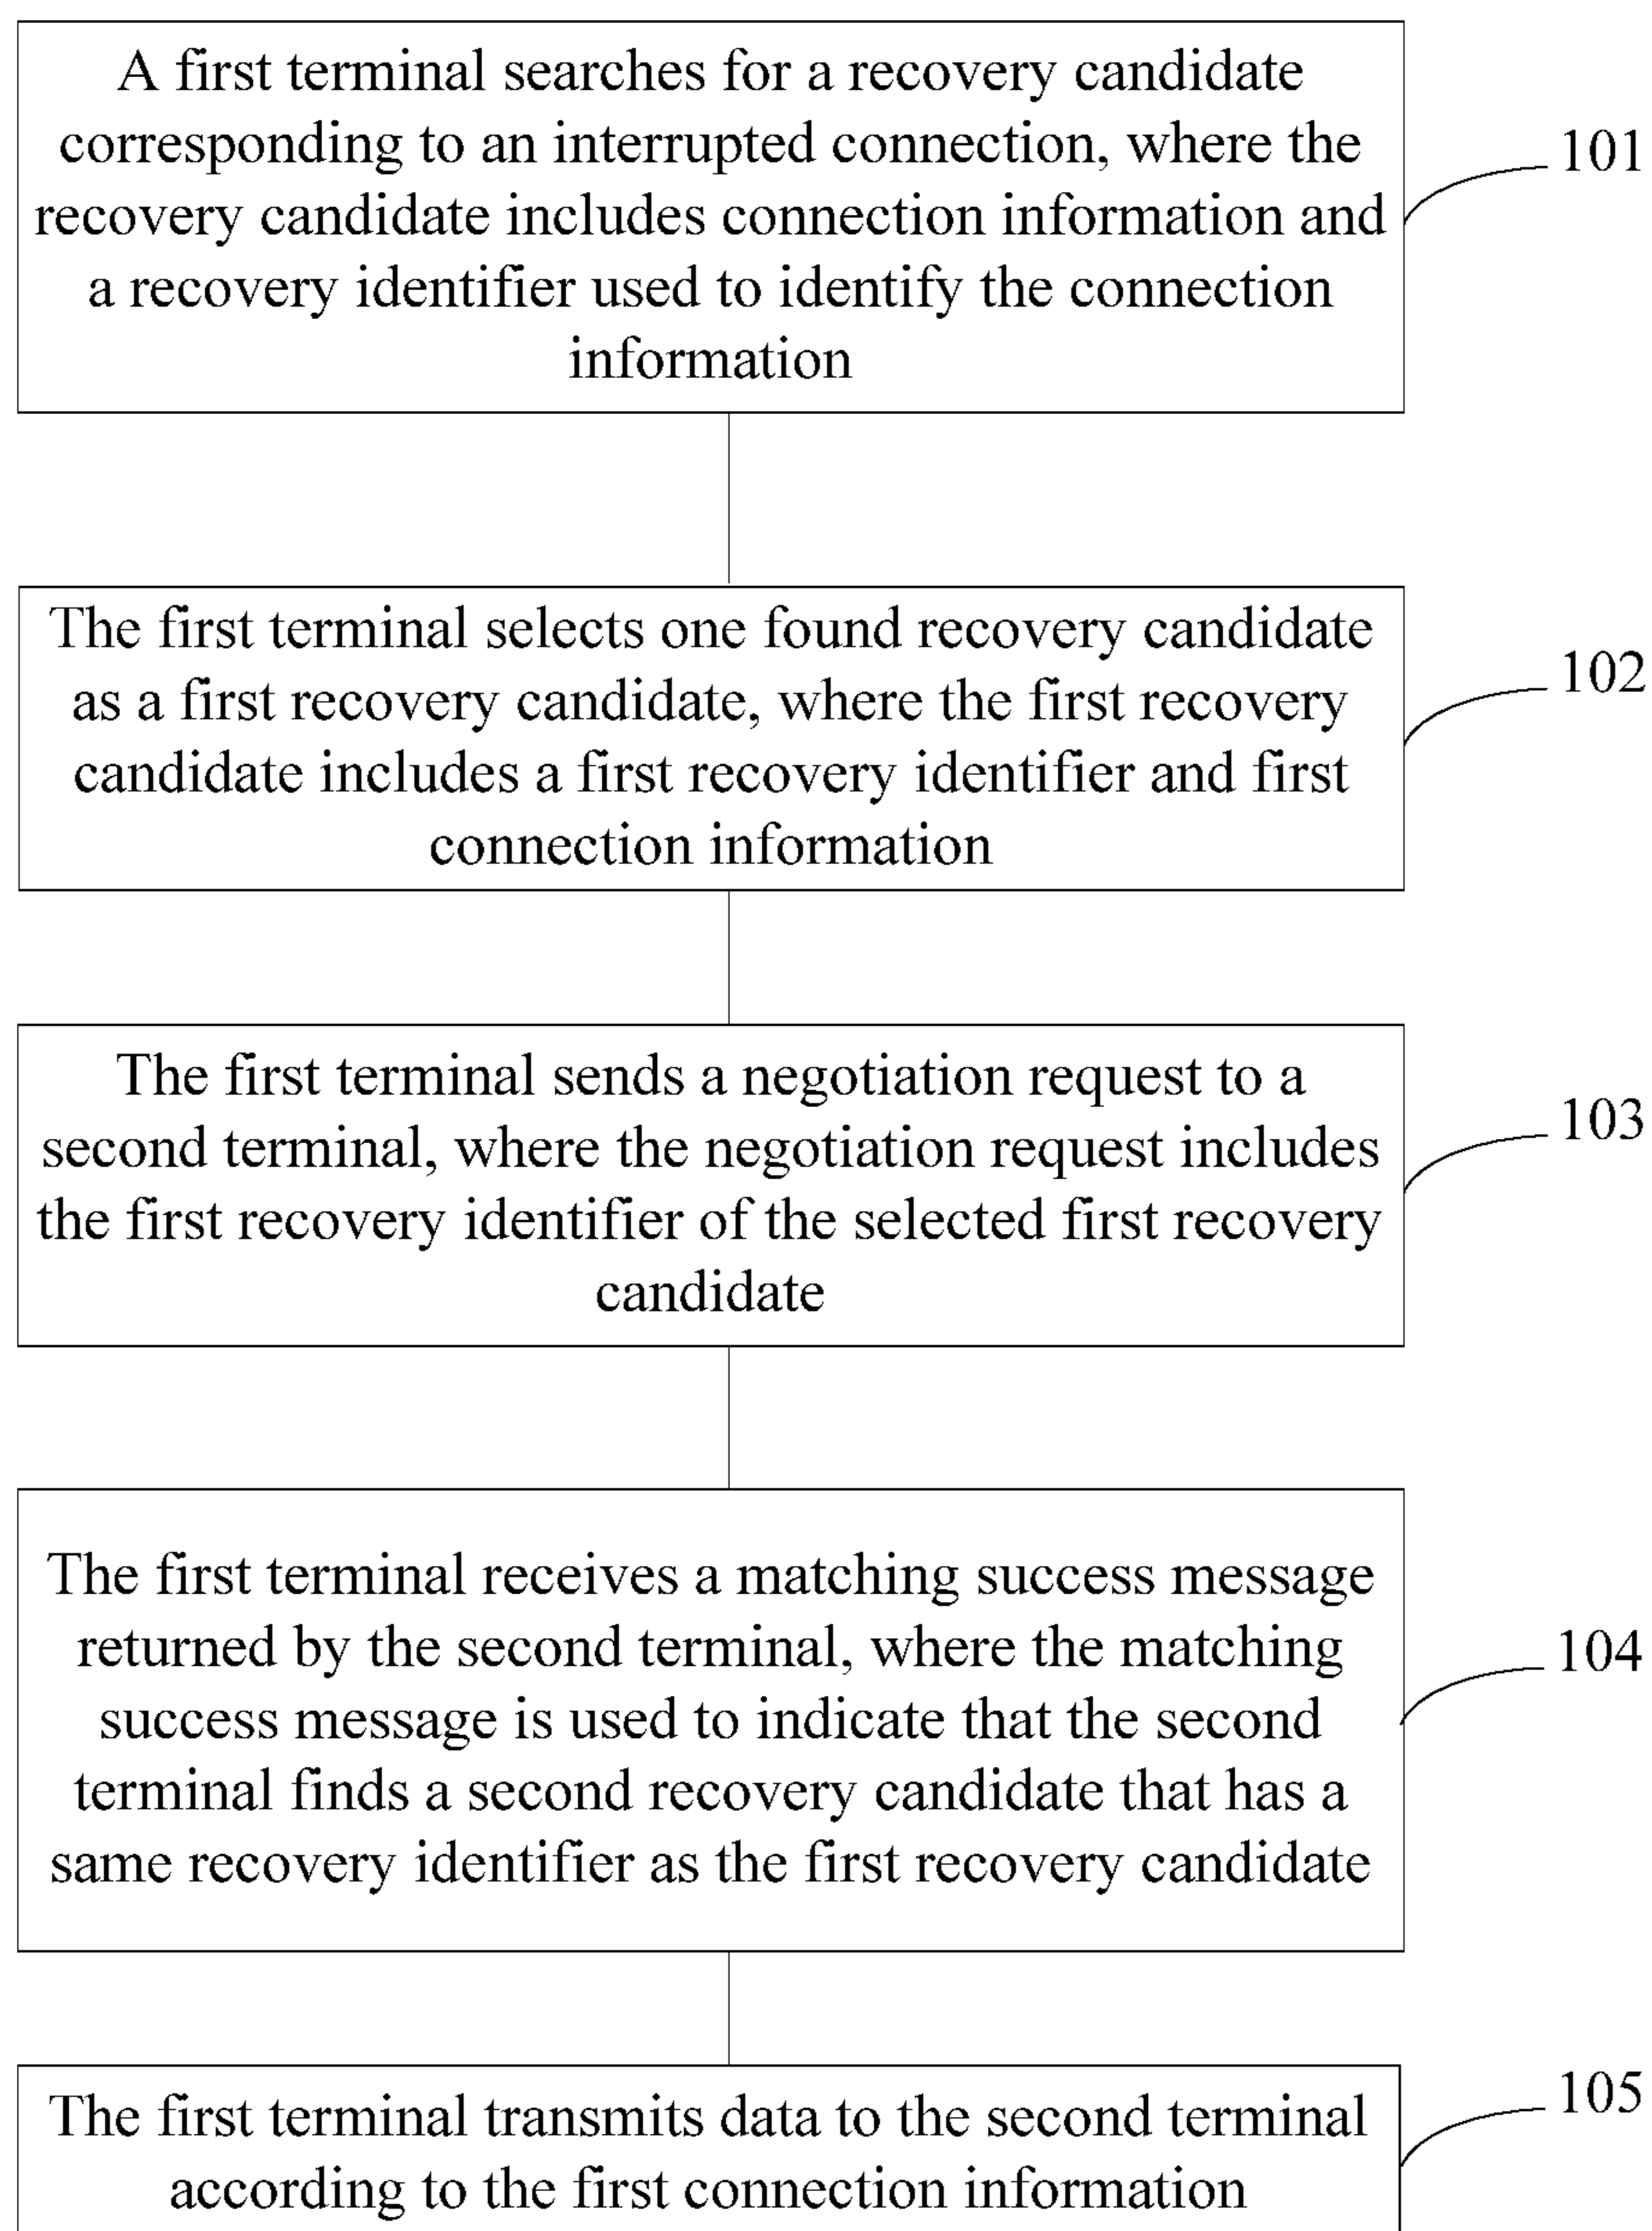 A first terminal searches for a recovery candidate
corresponding to an interrupted connection, where the
recovery candidate includes connection information and
a recovery identifier used to identify the connection
information
101
The first terminal selects one found recovery candidate
as a first recovery candidate, where the first recovery
candidate includes a first recovery identifier and first
connection information
102
The first terminal sends a negotiation request to a
second terminal, where the negotiation request includes
the first recovery identifier of the selected first recovery
candidate
103
The first terminal receives a matching success message
returned by the second terminal, where the matching
success message is used to indicate that the second
terminal finds a second recovery candidate that has a
same recovery identifier as the first recovery candidate
104
The first terminal transmits data to the second terminal
according to the first connection information
105